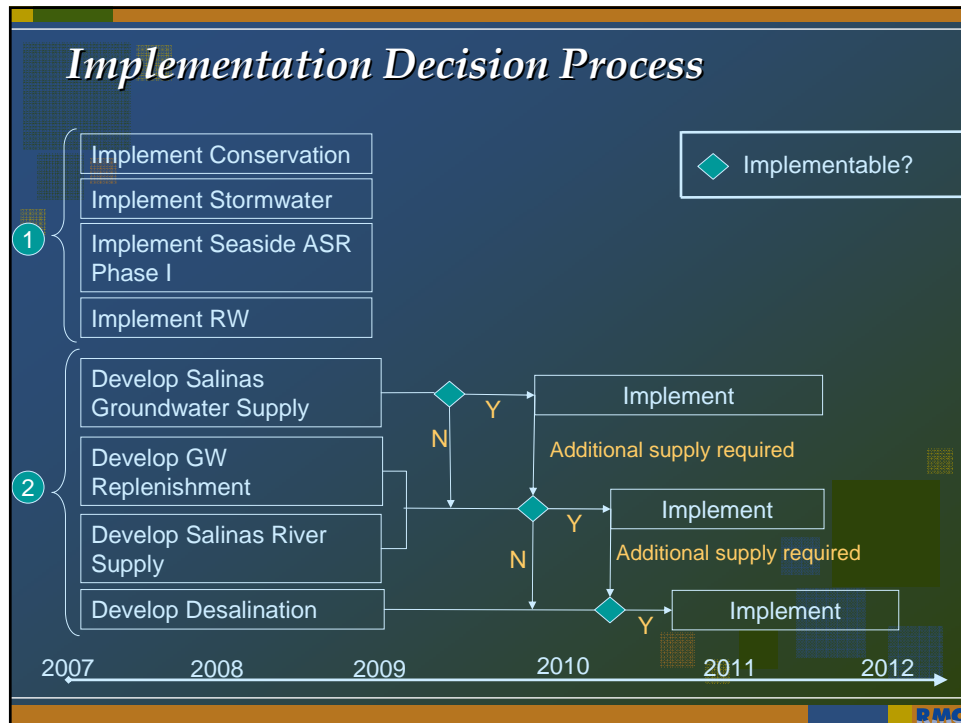 Implementation Decision Process
Implement Conservation
Implementable?
Implement Stormwater
1
Implement Seaside ASR
Phase I
Implement RW
Develop Salinas
Groundwater Supply
Y
Implement
N
Additional supply required
2
Develop GW
Replenishment
Develop Salinas River
Supply
Y
Implement
N
Additional supply required
Develop Desalination
Y
Implement
2007 2008 2009 2010 2011 2012
RMC